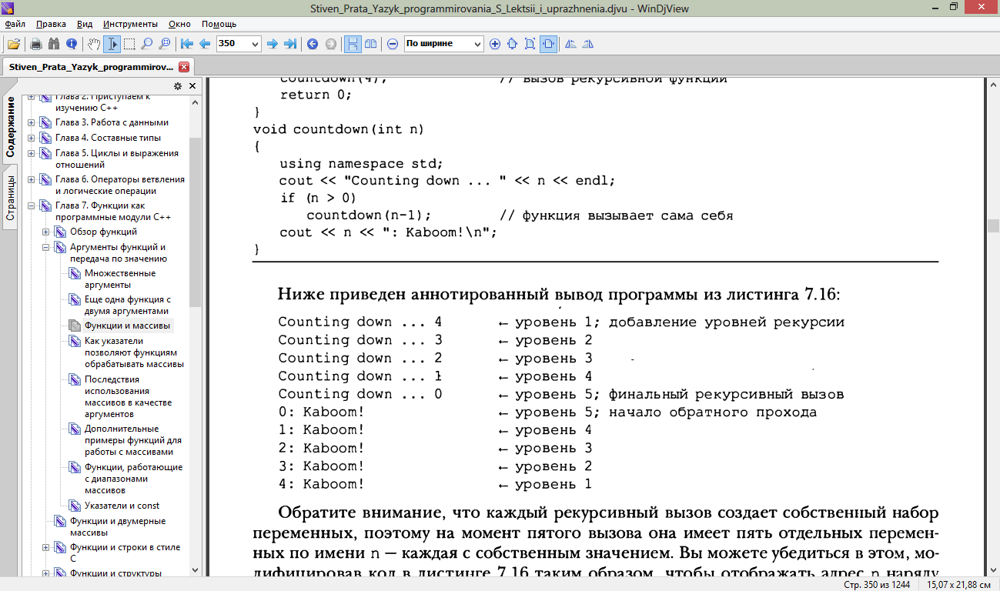 Stiven_Prata_Yazyk_programmirovania_S_Lektsii_i_uprazhnenia.djvu - WinDjView
Файл Правка Вид Инструменты Окно Помощь
350 По ширине
Stiven_Prata_Yazyk_programmirov...
Содержание
Страницы
Глава 2. Приступаем к
изучению C++
Глава 3. Работа с данными
Глава 4. Составные типы
Глава 5. Циклы и выражения
отношений
Глава 6. Операторы ветвления
и логические операции
Глава 7. Функции как
программные модули C++
Обзор функций
Аргументы функций и
передача по значению
Множественные
аргументы
Еще одна функция с
двумя аргументами
Функции и массивы
Как указатели
позволяют функциям
обрабатывать массивы
Последствия
использования
массивов в качестве
аргументов
Дополнительные
примеры функций для
работы с массивами
Функции, работающие
с диапазонами
массивов
Указатели и const
Функции и двумерные
массивы
Функции и строки в стиле
C
Функции и структуры
countdown(4); // вызов рекурсивной функции
return 0;
}
void countdown(int n)
{
using namespace std;
cout << "Counting down ... " << n << endl;
if (n > 0)
countdown(n-1); // функция вызывает сама себя
cout << n << ": Kaboom!\n";
}
Ниже приведен аннотированный вывод программы из листинга 7.16:
Counting down ... 4 ← уровень 1; добавление уровней рекурсии
Counting down ... 3 ← уровень 2
Counting down ... 2 ← уровень 3
Counting down ... 1 ← уровень 4
Counting down ... 0 ← уровень 5; финальный рекурсивный вызов
0: Kaboom! ← уровень 5; начало обратного прохода
1: Kaboom! ← уровень 4
2: Kaboom! ← уровень 3
3: Kaboom! ← уровень 2
4: Kaboom! ← уровень 1
Обратите внимание, что каждый рекурсивный вызов создает собственный набор
переменных, поэтому на момент пятого вызова она имеет пять отдельных перемен-
ных по имени n — каждая с собственным значением. Вы можете убедиться в этом, мо-
дифицировав код в листинге 7.16 таким образом, чтобы отображать адрес n наряду
Стр. 350 из 1244 15,07 x 21,88 см